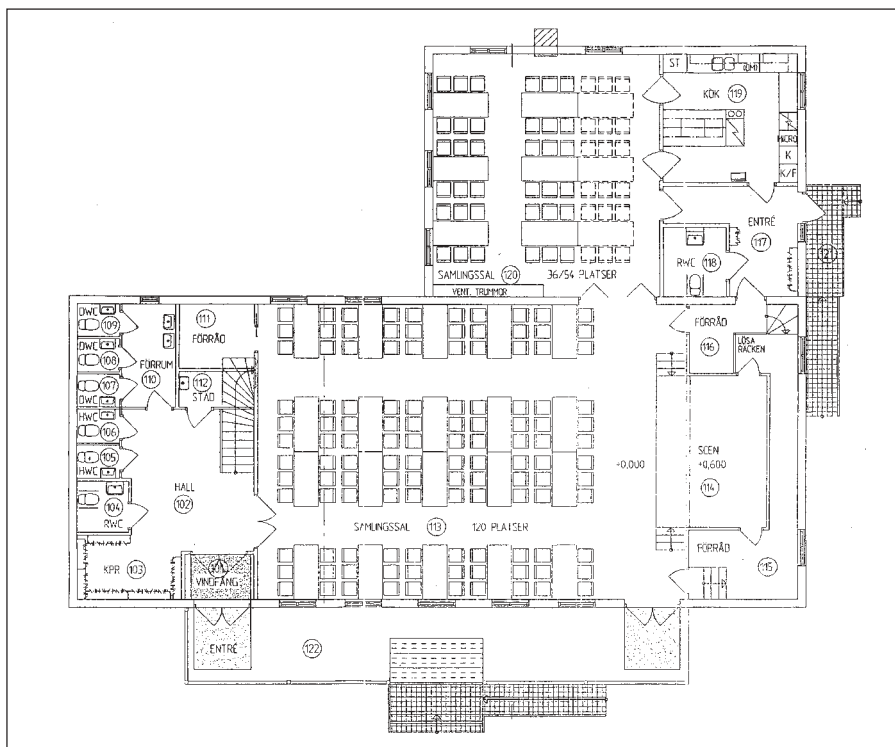 ST
(DM)
KÖK 119
MICRO
K
K/F
ENTRÉ
117
RWC 118
121
SAMLINGSSAL 120 36/54 PLATSER
VENT. TRUMMOR
DWC
109
111
FÖRRÅD
DWC 108
FÖRRUM
110
107
DWC
112
STÄD
HWC
106
105
HWC
HALL
102
104
RWC
KPR 103
101
VINDFÅNG
ENTRÉ
122
FÖRRÅD
116
LÖSA
RÄCKEN
SCEN
+0,600
114
+0,000
SAMLINGSSAL 113 120 PLATSER
FÖRRÅD
115